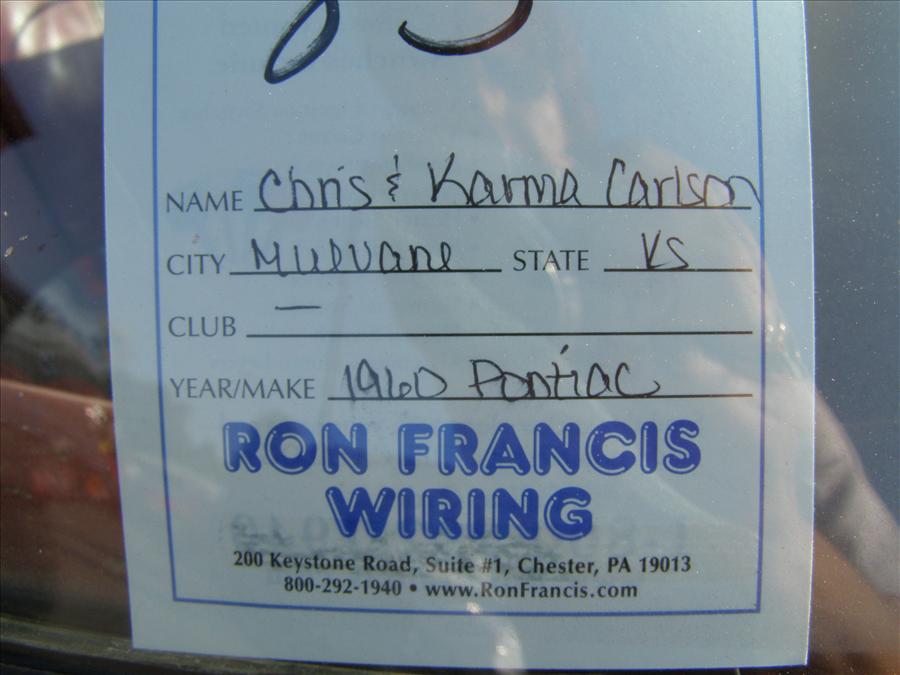 NAME Chris & Karma Carlson
CITY Mulvane STATE KS
CLUB —
YEAR/MAKE 1960 Pontiac
RON FRANCIS
WIRING
200 Keystone Road, Suite #1, Chester, PA 19013
800-292-1940 • www.RonFrancis.com